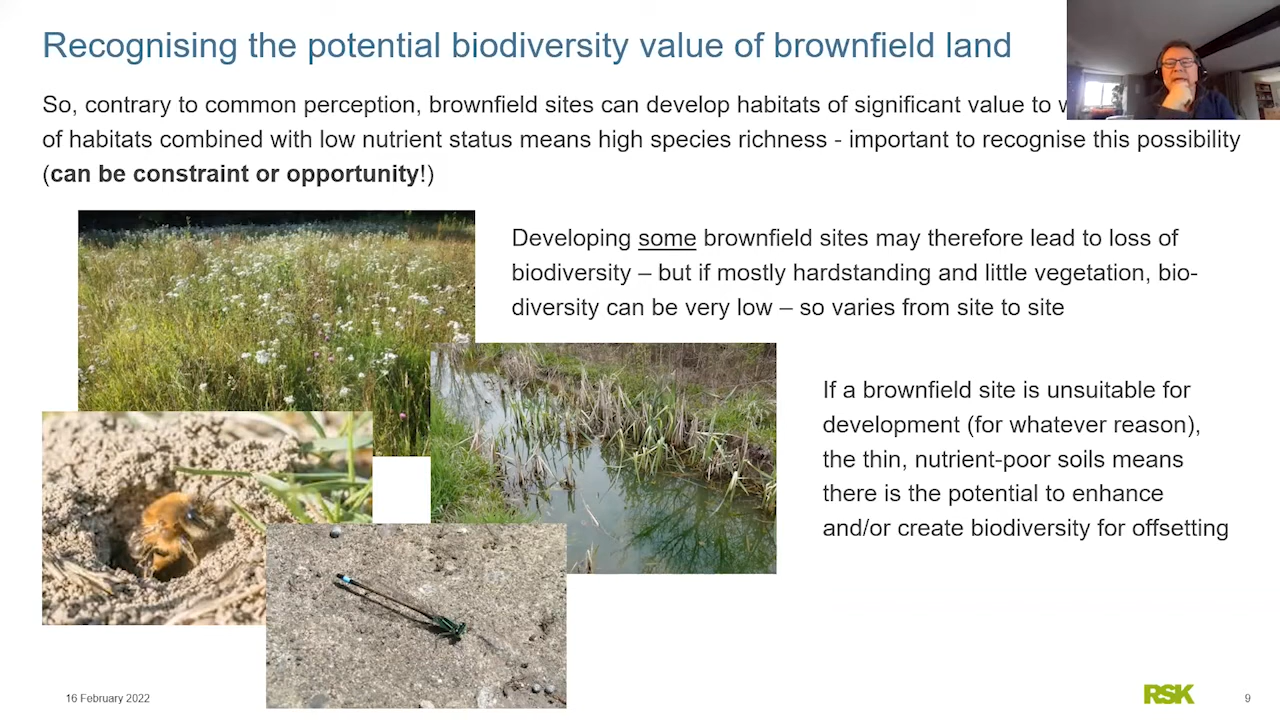 Recognising the potential biodiversity value of brownfield land
So, contrary to common perception, brownfield sites can develop habitats of significant value to
of habitats combined with low nutrient status means high species richness - important to recognise this possibility
(can be constraint or opportunity!)
Developing some brownfield sites may therefore lead to loss of
biodiversity – but if mostly hardstanding and little vegetation, bio-
diversity can be very low – so varies from site to site
If a brownfield site is unsuitable for
development (for whatever reason),
the thin, nutrient-poor soils means
there is the potential to enhance
and/or create biodiversity for offsetting
16 February 2022
RSK
9